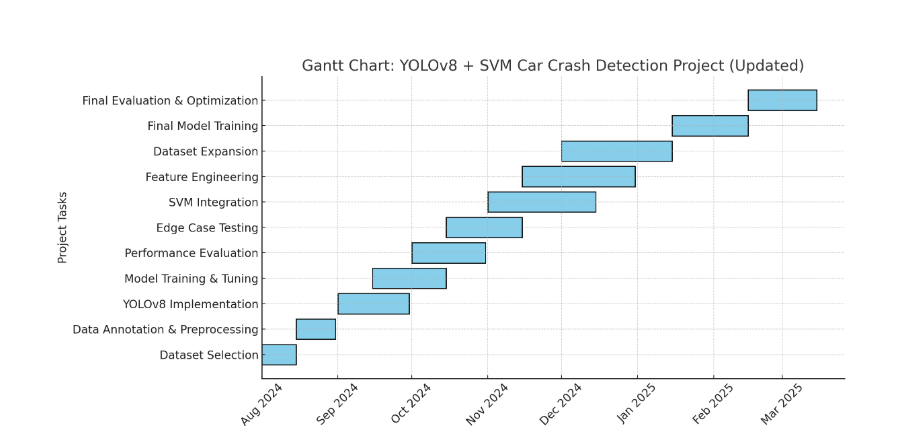 Gantt Chart: YOLOv8 + SVM Car Crash Detection Project (Updated)
Project Tasks
Final Evaluation & Optimization
Final Model Training
Dataset Expansion
Feature Engineering
SVM Integration
Edge Case Testing
Performance Evaluation
Model Training & Tuning
YOLOv8 Implementation
Data Annotation & Preprocessing
Dataset Selection
Aug 2024
Sep 2024
Oct 2024
Nov 2024
Dec 2024
Jan 2025
Feb 2025
Mar 2025